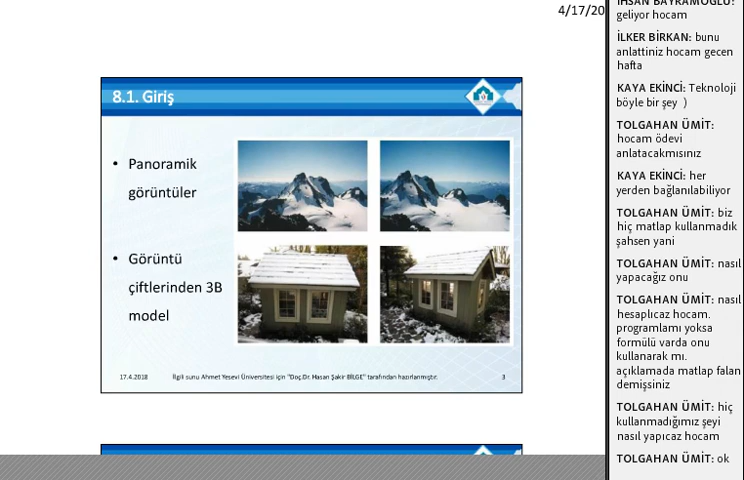 4/17/20
8.1. Giriş
• Panoramik
görüntüler
• Görüntü
çiftlerinden 3B
model
17.4.2018 İlgili sunu Ahmet Yesevi Üniversitesi için "Doç.Dr. Hasan Şakir BİLGE" tarafından hazırlanmıştır. 3
İHSAN BAYRAMOĞLU:
geliyor hocam
İLKER BİRKAN: bunu
anlattiniz hocam gecen
hafta
KAYA EKİNCİ: Teknoloji
böyle bir şey )
TOLGAHAN ÜMİT:
hocam ödevi
anlatacakmısınız
KAYA EKİNCİ: her
yerden bağlanılabiliyor
TOLGAHAN ÜMİT: biz
hiç matlap kullanmadık
şahsen yani
TOLGAHAN ÜMİT: nasıl
yapacağız onu
TOLGAHAN ÜMİT: nasıl
hesaplıcaz hocam.
programlamı yoksa
formülü varda onu
kullanarak mı.
açıklamada matlap falan
demişsiniz
TOLGAHAN ÜMİT: hiç
kullanmadığımız şeyi
nasıl yapıcaz hocam
TOLGAHAN ÜMİT: ok